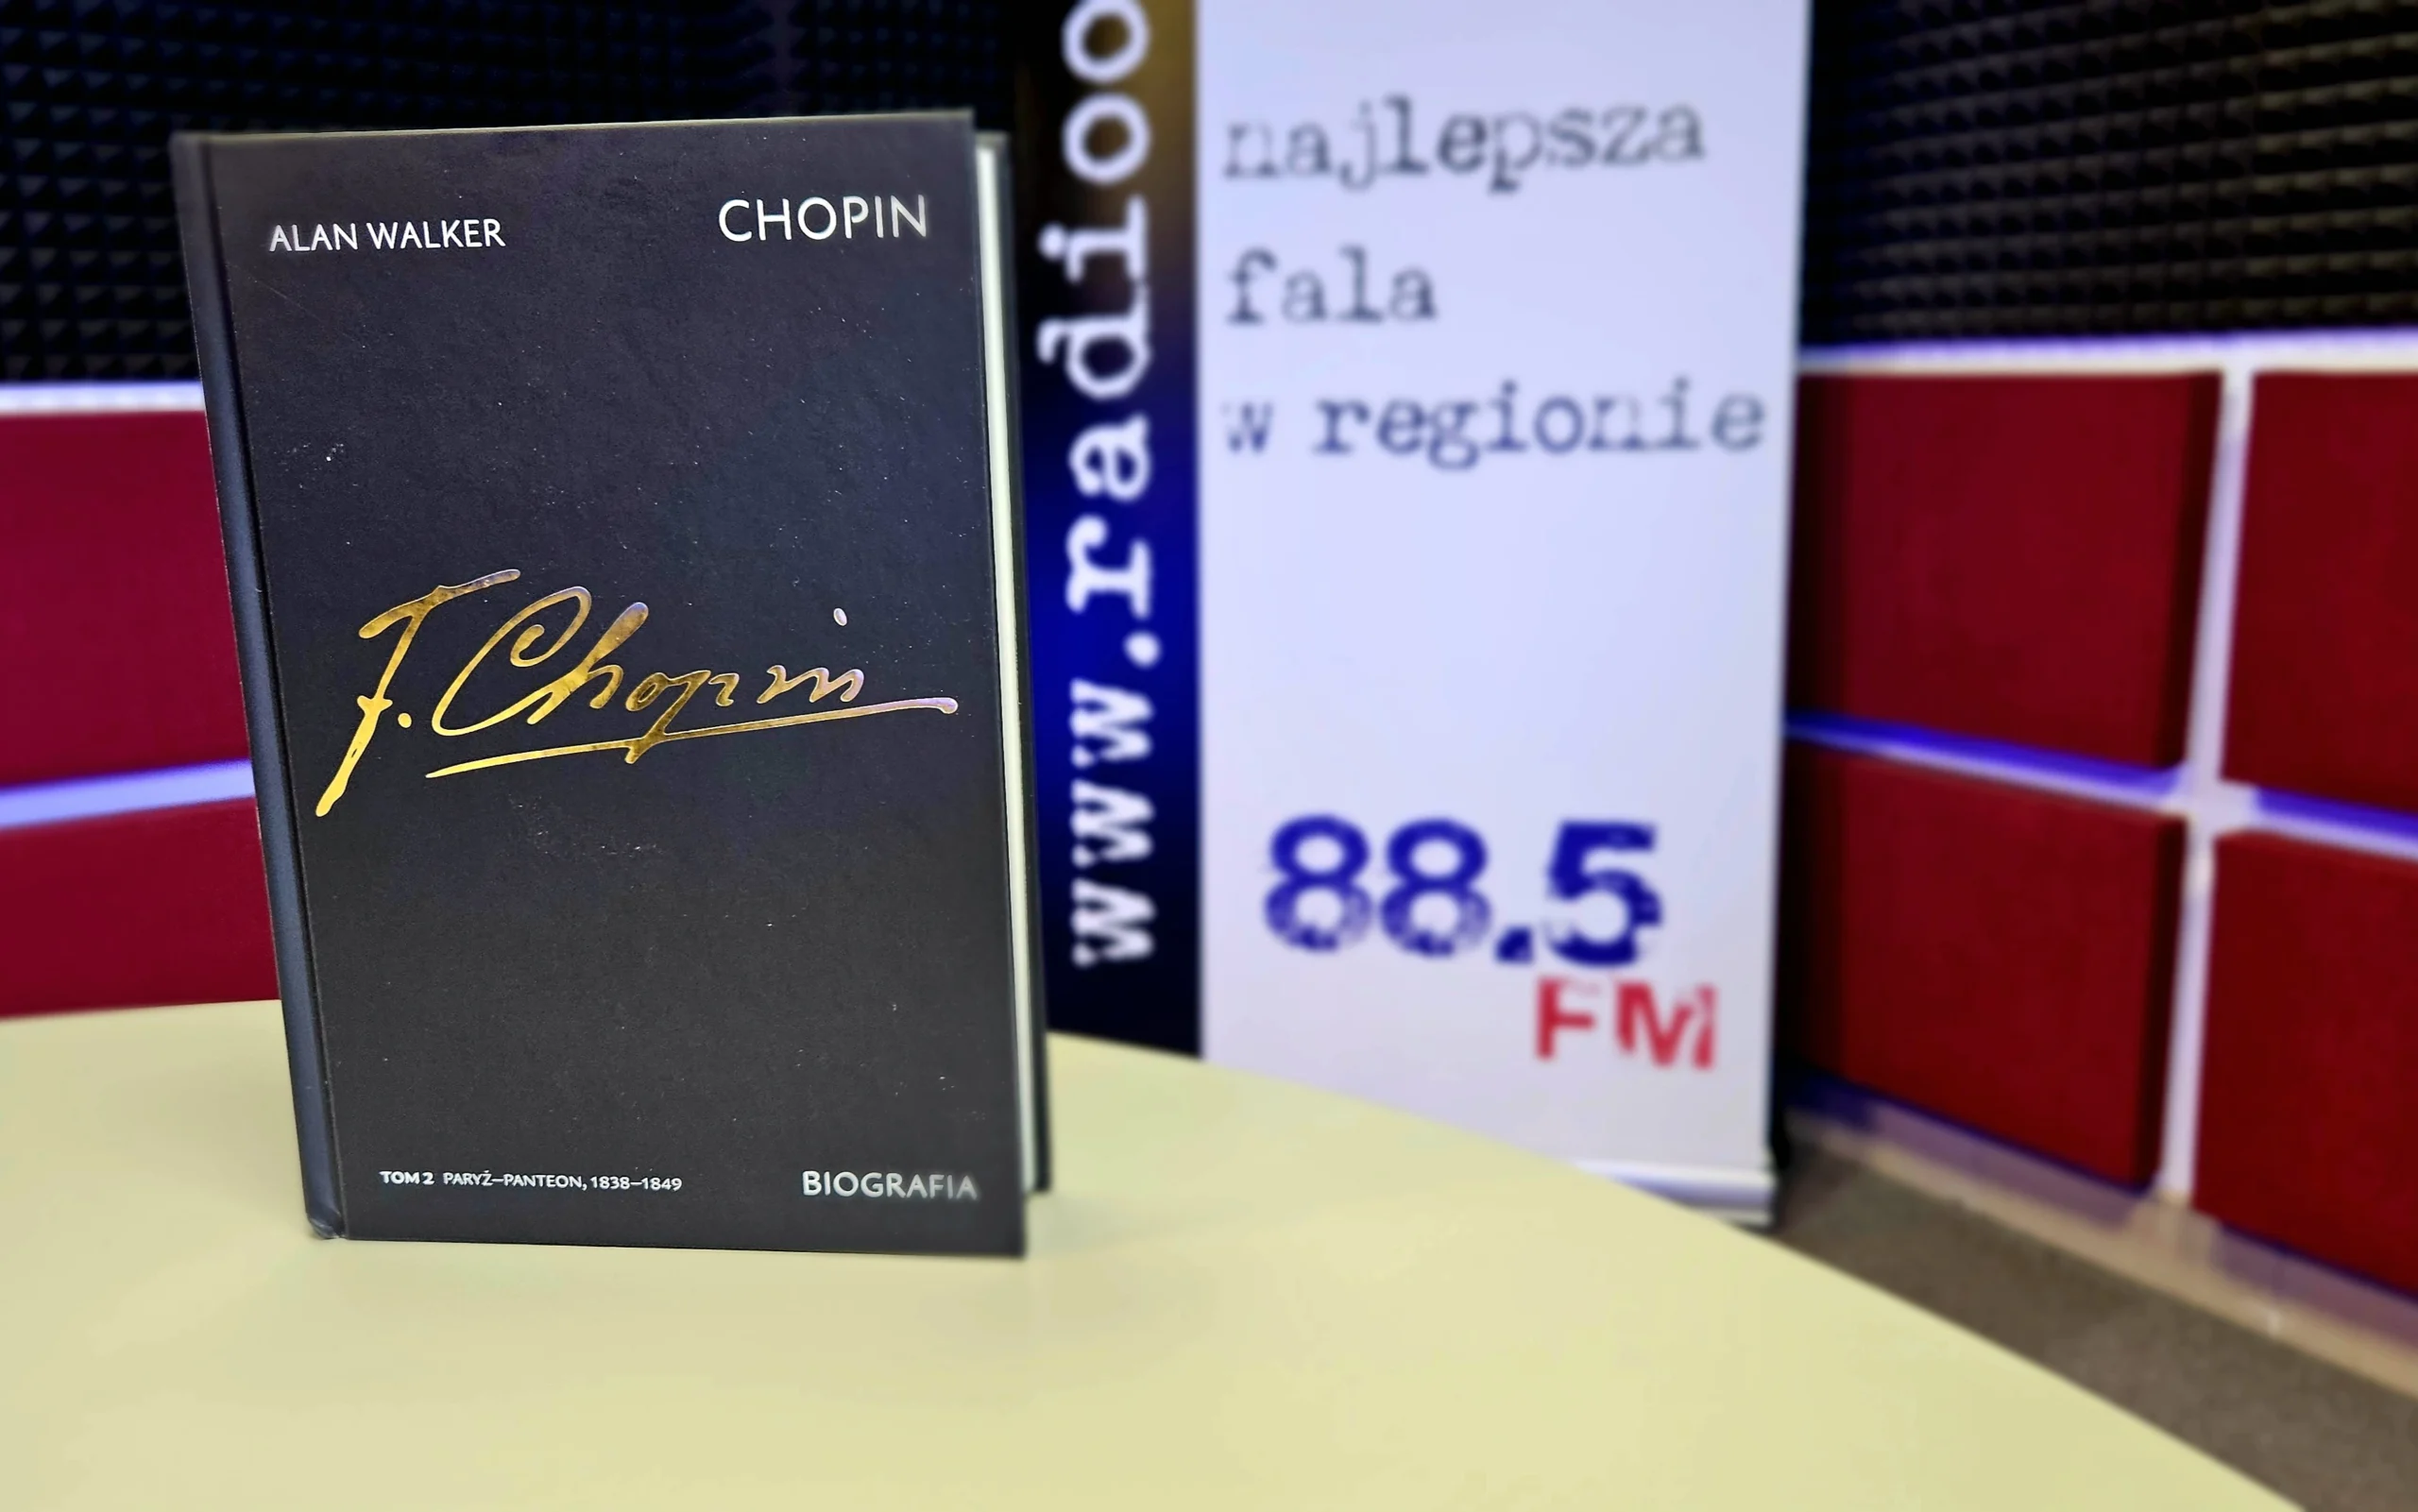 ALAN WALKER
CHOPIN
F. Chopin
TOM 2 PARYŻ–PANTEON, 1838–1849
BIOGRAFIA
www.radioo
najlepsza
fala
w regionie
88.5
FM